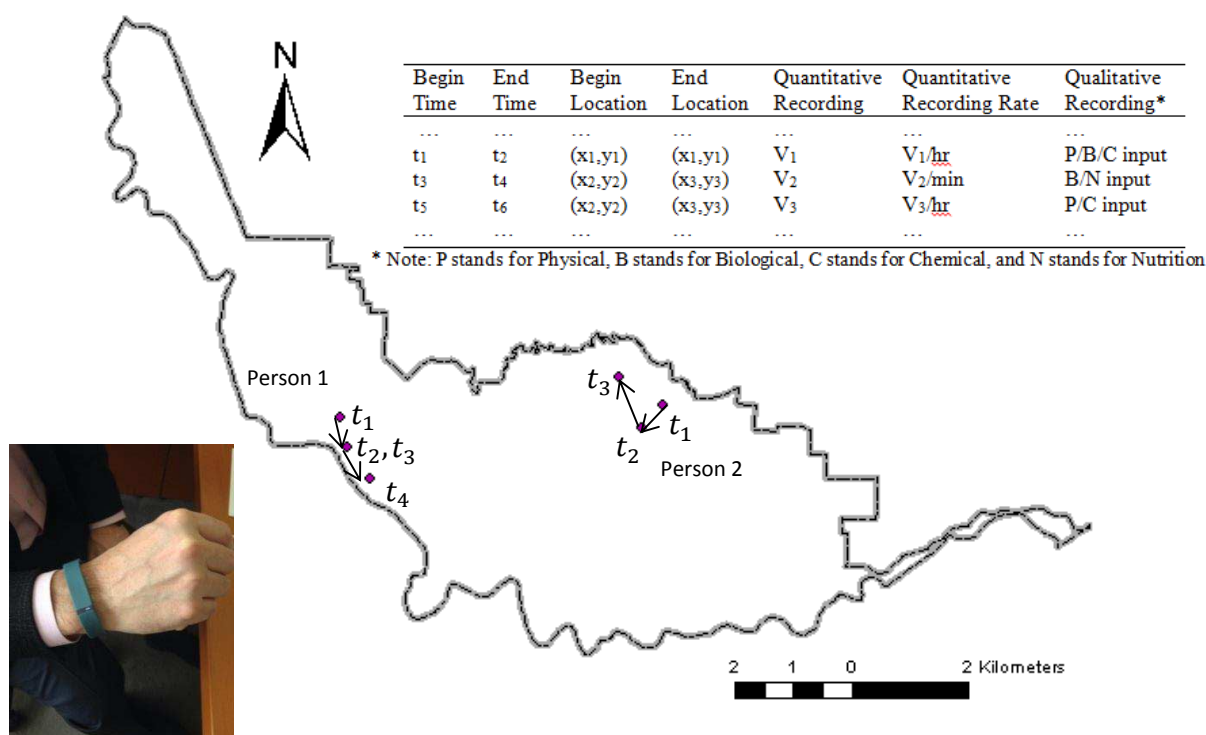 N
Begin Time End Time Begin Location End Location Quantitative Recording Quantitative Recording Rate Qualitative Recording*
... ... ... ... ... ... ...
t1 t2 (x1,y1) (x1,y1) V1 V1/hr P/B/C input
t3 t4 (x2,y2) (x3,y3) V2 V2/min B/N input
t5 t6 (x2,y2) (x3,y3) V3 V3/hr P/C input
... ... ... ... ... ... ...
* Note: P stands for Physical, B stands for Biological, C stands for Chemical, and N stands for Nutrition
Person 1
t1
t2, t3
t4
t3
t1
t2
Person 2
2 1 0 2 Kilometers